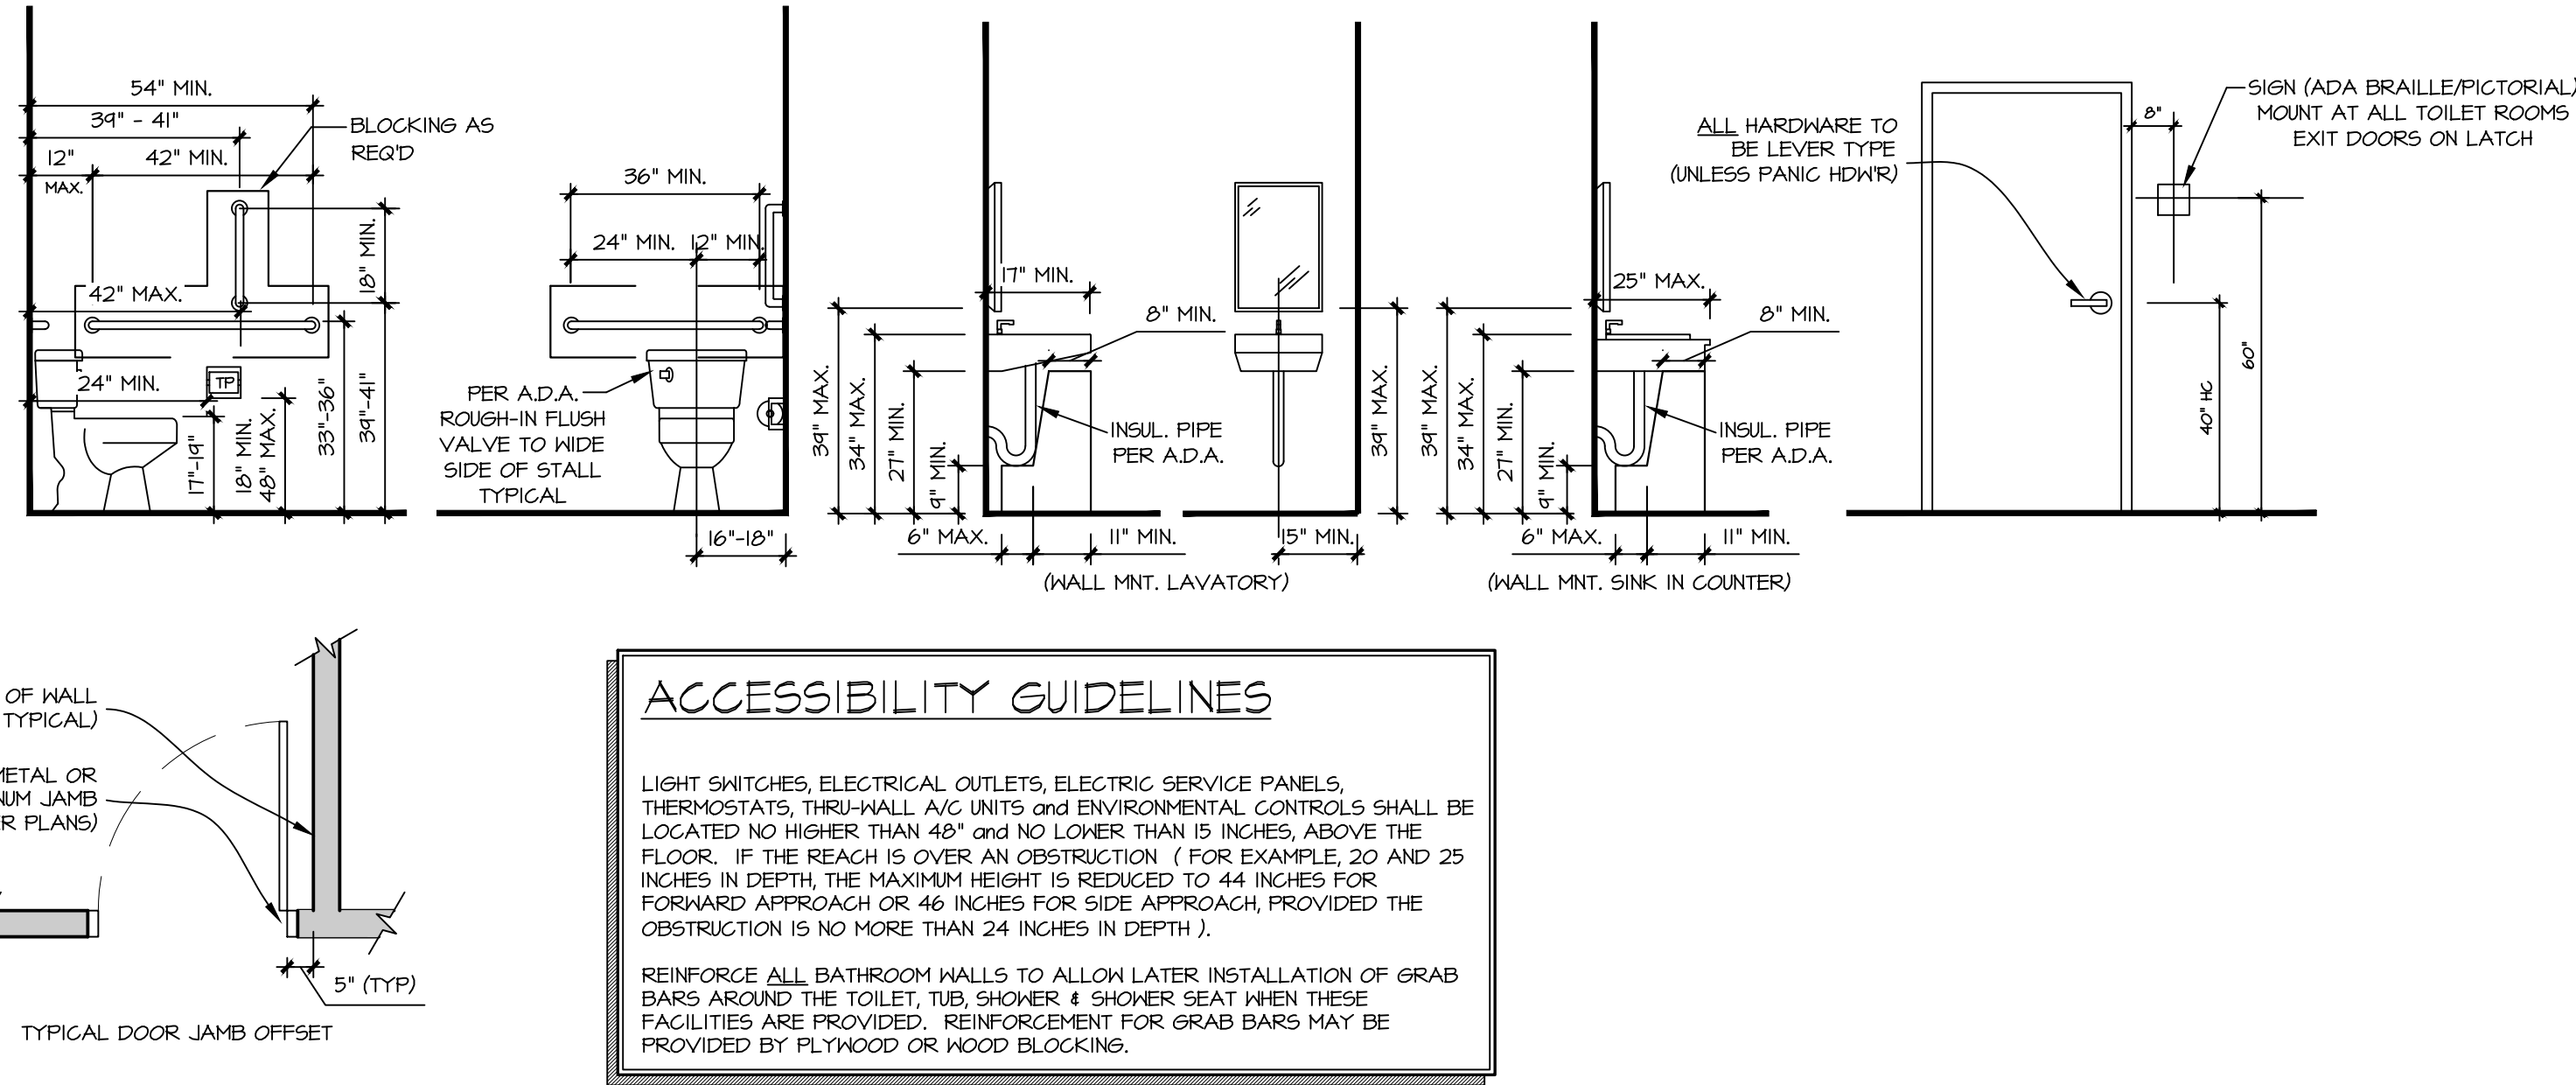 54" MIN.
39" - 41"
12"
MAX.
42" MIN.
BLOCKING AS
REQ'D
18" MIN.
42" MAX.
24" MIN.
TP
17"-19"
18" MIN.
48" MAX.
33"-36"
39"-41"
36" MIN.
24" MIN.
12" MIN.
PER A.D.A.
ROUGH-IN FLUSH
VALVE TO WIDE
SIDE OF STALL
TYPICAL
16"-18"
17" MIN.
8" MIN.
39" MAX.
34" MAX.
27" MIN.
9" MIN.
INSUL. PIPE
PER A.D.A.
6" MAX.
11" MIN.
39" MAX.
15" MIN.
(WALL MNT. LAVATORY)
25" MAX.
8" MIN.
39" MAX.
34" MAX.
27" MIN.
9" MIN.
INSUL. PIPE
PER A.D.A.
6" MAX.
11" MIN.
(WALL MNT. SINK IN COUNTER)
ALL HARDWARE TO
BE LEVER TYPE
(UNLESS PANIC HDW'R)
8"
SIGN (ADA BRAILLE/PICTORIAL)
MOUNT AT ALL TOILET ROOMS
EXIT DOORS ON LATCH
40" HC
60"
OF WALL
TYPICAL)
METAL OR
NUM JAMB
ER PLANS)
5" (TYP)
TYPICAL DOOR JAMB OFFSET
ACCESSIBILITY GUIDELINES
LIGHT SWITCHES, ELECTRICAL OUTLETS, ELECTRIC SERVICE PANELS,
THERMOSTATS, THRU-WALL A/C UNITS and ENVIRONMENTAL CONTROLS SHALL BE
LOCATED NO HIGHER THAN 48" and NO LOWER THAN 15 INCHES, ABOVE THE
FLOOR. IF THE REACH IS OVER AN OBSTRUCTION ( FOR EXAMPLE, 20 AND 25
INCHES IN DEPTH, THE MAXIMUM HEIGHT IS REDUCED TO 44 INCHES FOR
FORWARD APPROACH OR 46 INCHES FOR SIDE APPROACH, PROVIDED THE
OBSTRUCTION IS NO MORE THAN 24 INCHES IN DEPTH ).
REINFORCE ALL BATHROOM WALLS TO ALLOW LATER INSTALLATION OF GRAB
BARS AROUND THE TOILET, TUB, SHOWER & SHOWER SEAT WHEN THESE
FACILITIES ARE PROVIDED. REINFORCEMENT FOR GRAB BARS MAY BE
PROVIDED BY PLYWOOD OR WOOD BLOCKING.